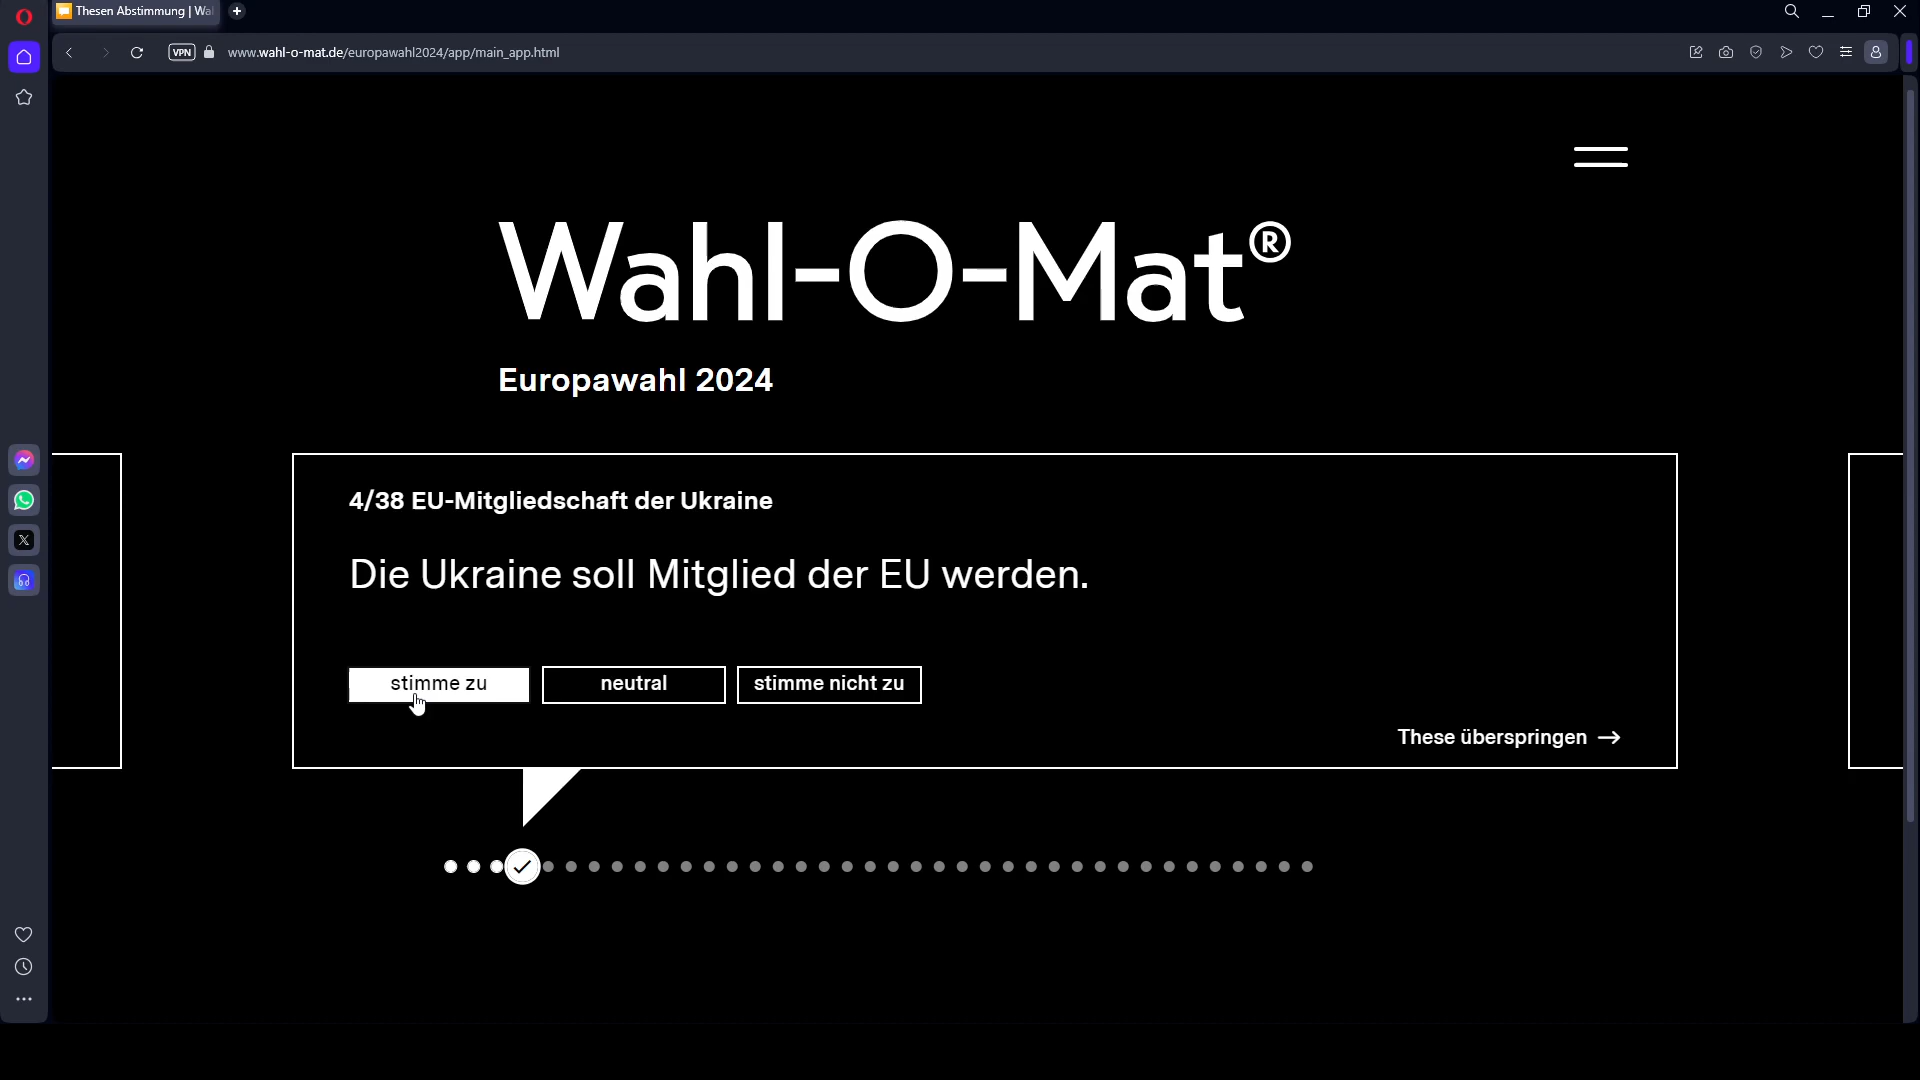 Thesen Abstimmung | Wa
VPN
www.wahl-o-mat.de/europawahl2024/app/main_app.html
Wahl-O-Mat®
Europawahl 2024
4/38 EU-Mitgliedschaft der Ukraine
Die Ukraine soll Mitglied der EU werden.
stimme zu
neutral
stimme nicht zu
These überspringen →